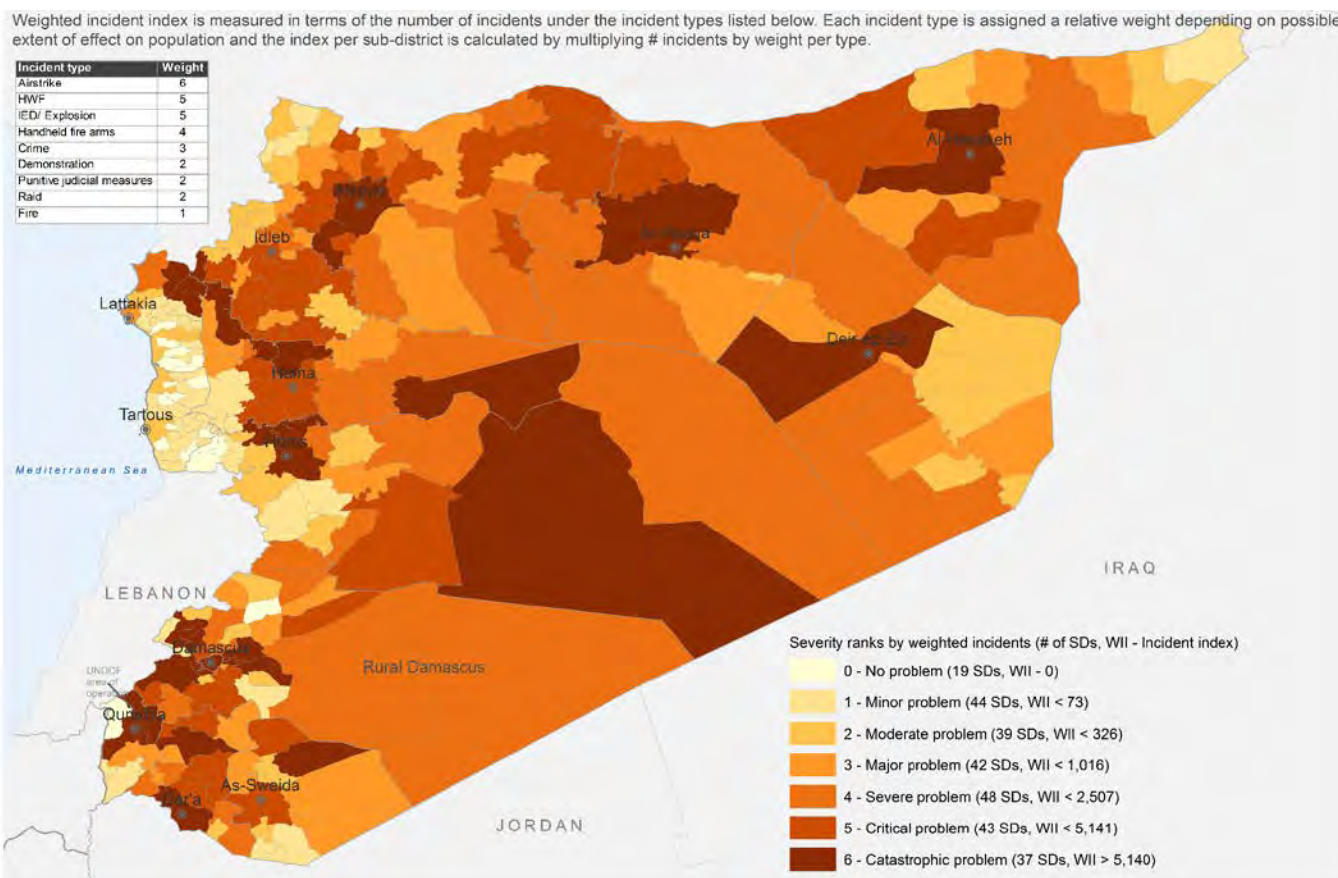 Weighted incident index is measured in terms of the number of incidents under the incident types listed below. Each incident type is assigned a relative weight depending on possible
extent of effect on population and the index per sub-district is calculated by multiplying # incidents by weight per type.
Incident type Weight
Airstrike 6
HWF 5
IED/ Explosion 5
Handheld fire arms 4
Crime 3
Demonstration 2
Punitive judicial measures 2
Raid 2
Fire 1
Idleb
Lattakia
Deir
Hama
Tartous
Homs
Mediterranean Sea
LEBANON
IRAQ
Damascus
Rural Damascus
UNDOF
area of
As-Sweida
JORDAN
Severity ranks by weighted incidents (# of SDs, WII - Incident index)
0 - No problem (19 SDs, WII - 0)
1 - Minor problem (44 SDs, WII < 73)
2 - Moderate problem (39 SDs, WII < 326)
3 - Major problem (42 SDs, WII < 1,016)
4 - Severe problem (48 SDs, WII < 2,507)
5 - Critical problem (43 SDs, WII < 5,141)
6 - Catastrophic problem (37 SDs, WII > 5,140)